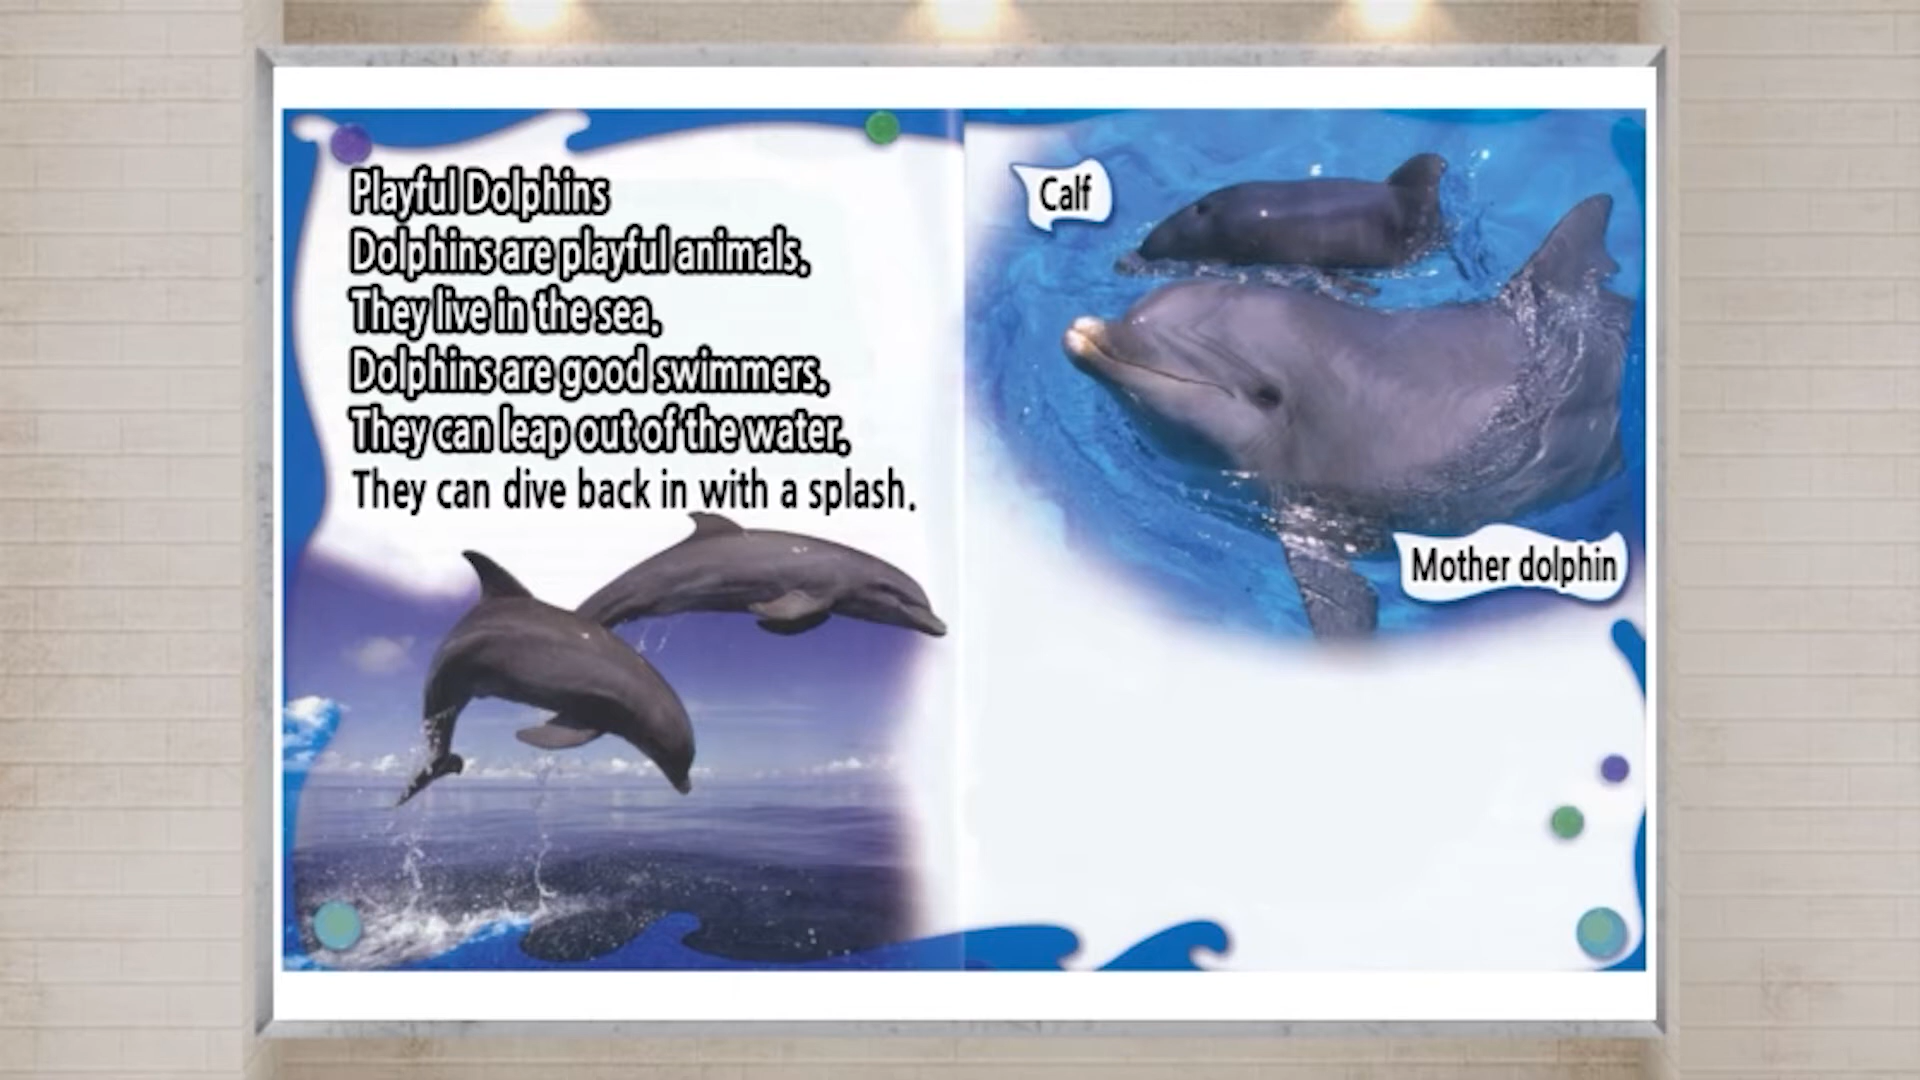 Playful Dolphins
Dolphins are playful animals.
They live in the sea.
Dolphins are good swimmers.
They can leap out of the water.
They can dive back in with a splash.
Calf
Mother dolphin